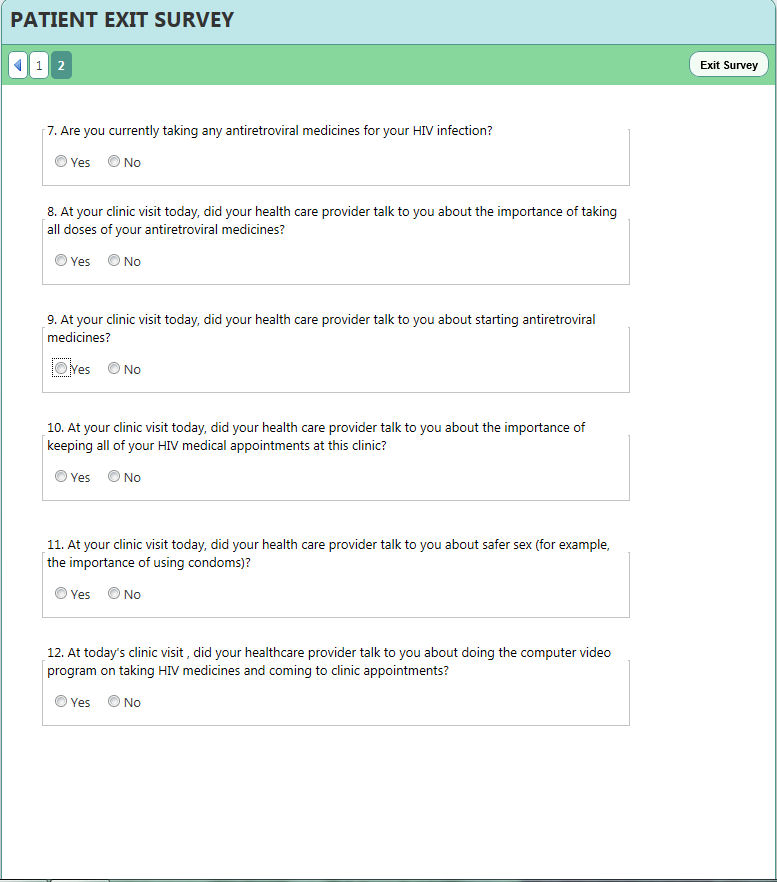 PATIENT EXIT SURVEY
1 2 Exit Survey
7. Are you currently taking any antiretroviral medicines for your HIV infection?
Yes No
8. At your clinic visit today, did your health care provider talk to you about the importance of taking
all doses of your antiretroviral medicines?
Yes No
9. At your clinic visit today, did your health care provider talk to you about starting antiretroviral
medicines?
Yes No
10. At your clinic visit today, did your health care provider talk to you about the importance of
keeping all of your HIV medical appointments at this clinic?
Yes No
11. At your clinic visit today, did your health care provider talk to you about safer sex (for example,
the importance of using condoms)?
Yes No
12. At today's clinic visit , did your healthcare provider talk to you about doing the computer video
program on taking HIV medicines and coming to clinic appointments?
Yes No